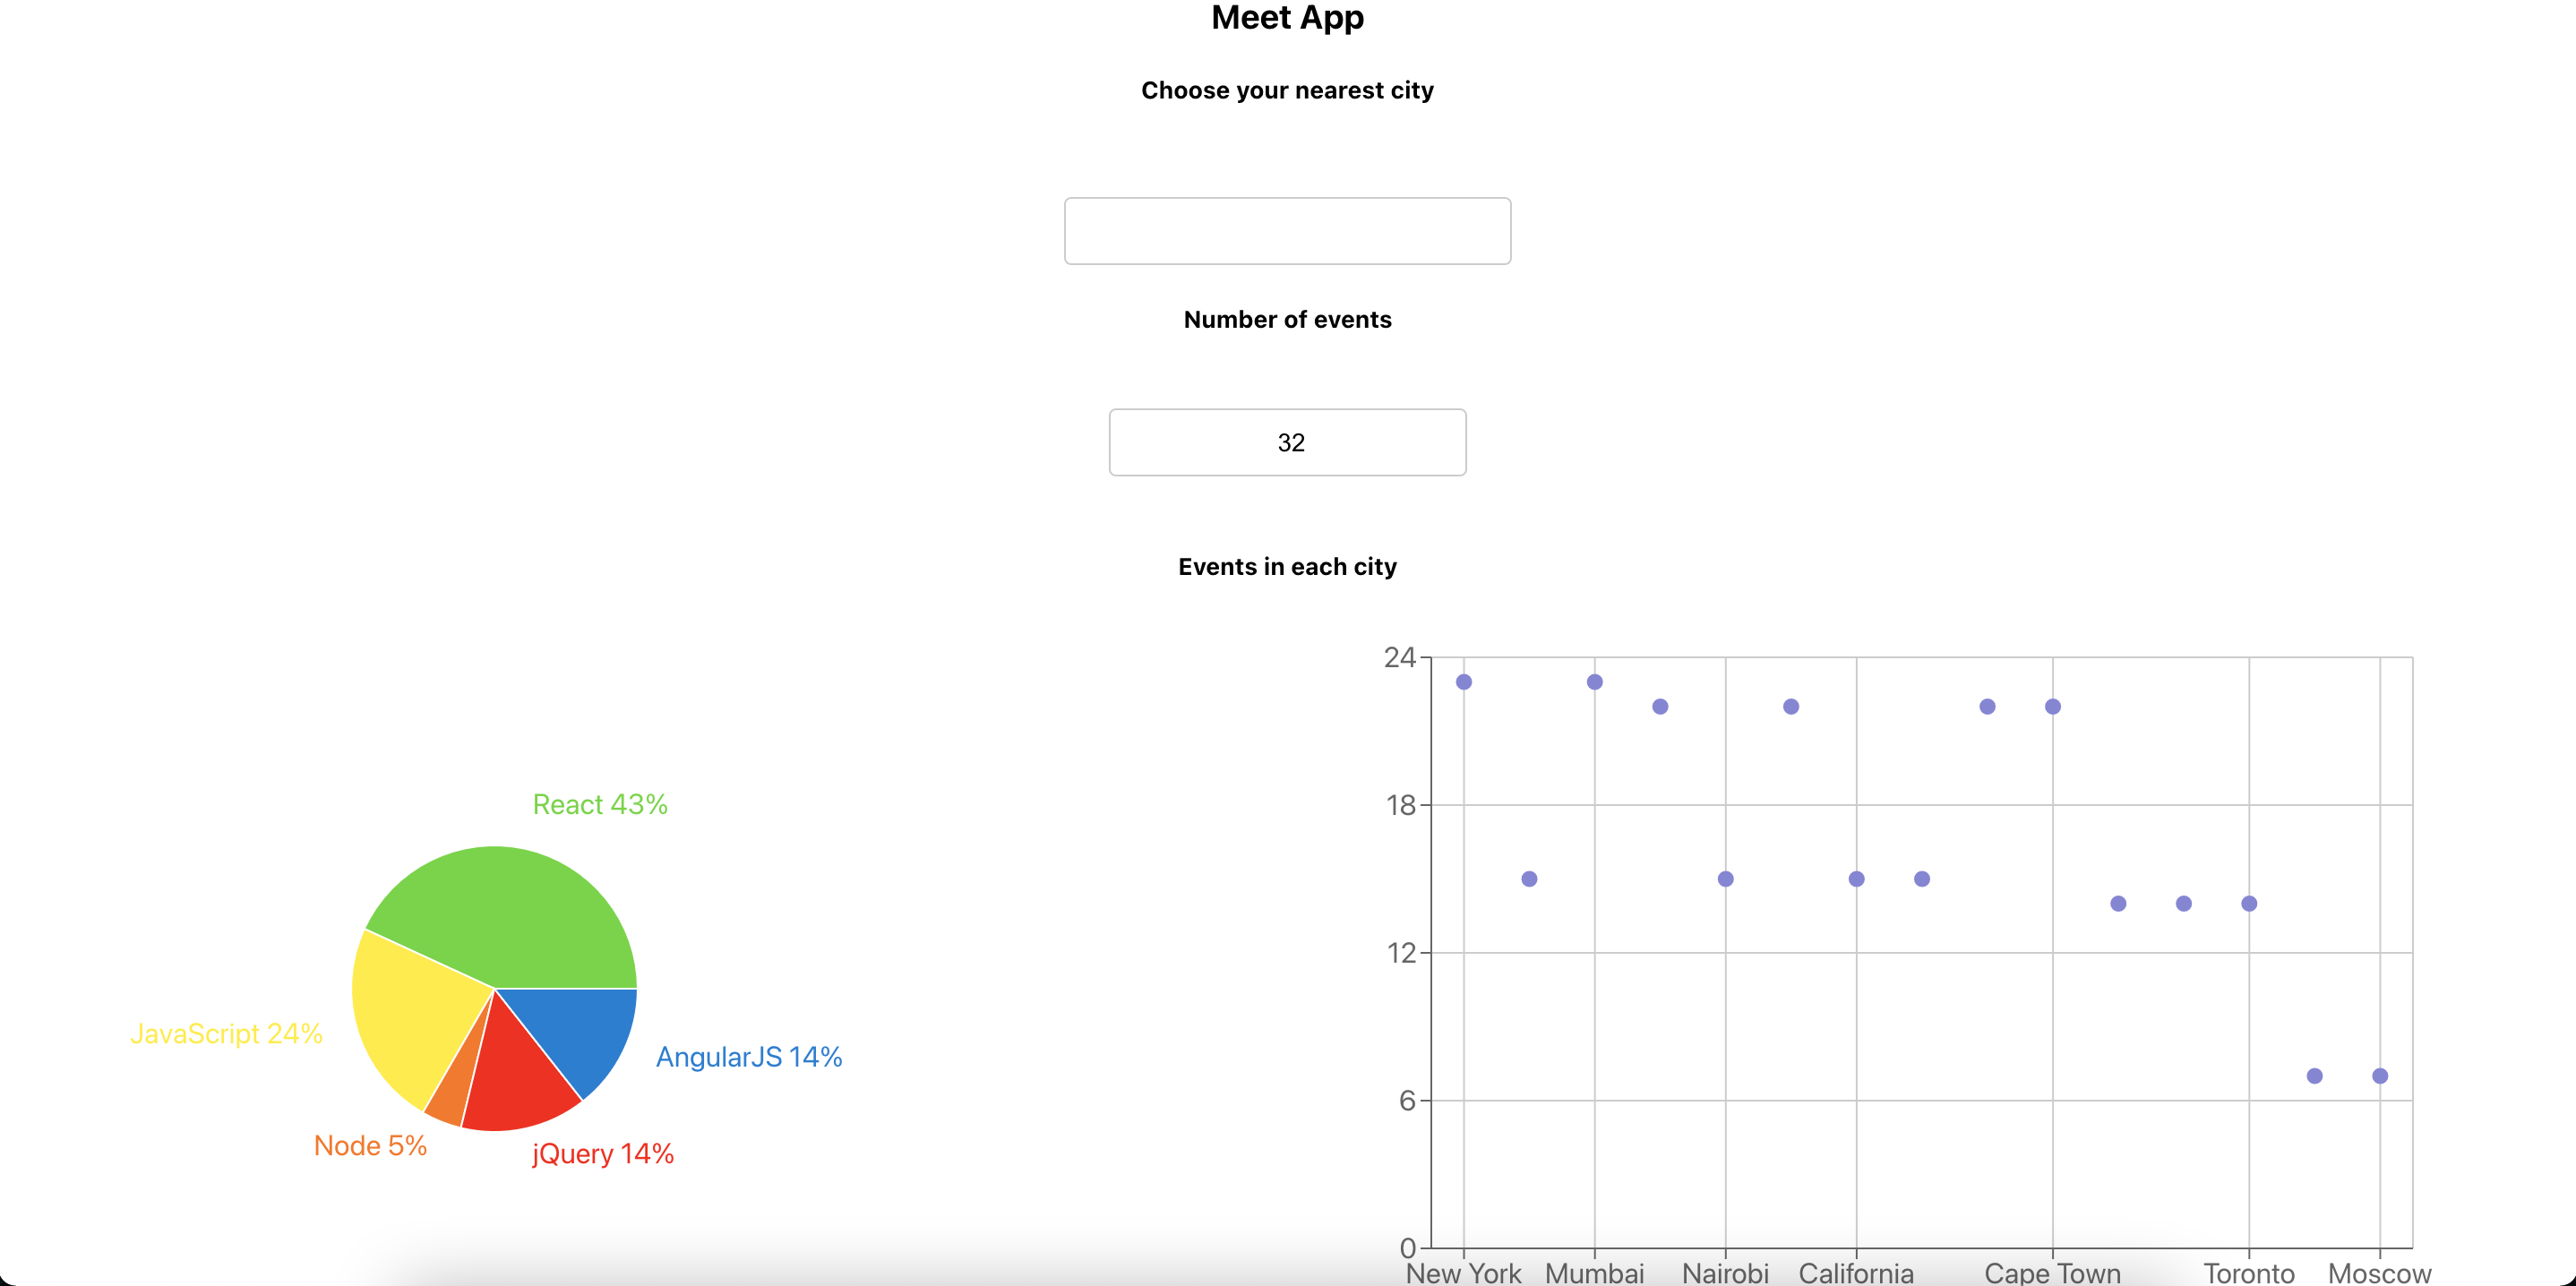 Meet App
Choose your nearest city
Number of events
32
Events in each city
React 43%
JavaScript 24%
AngularJS 14%
Node 5%
jQuery 14%
24
18
12
6
0
New York Mumbai Nairobi California Cape Town Toronto Moscow